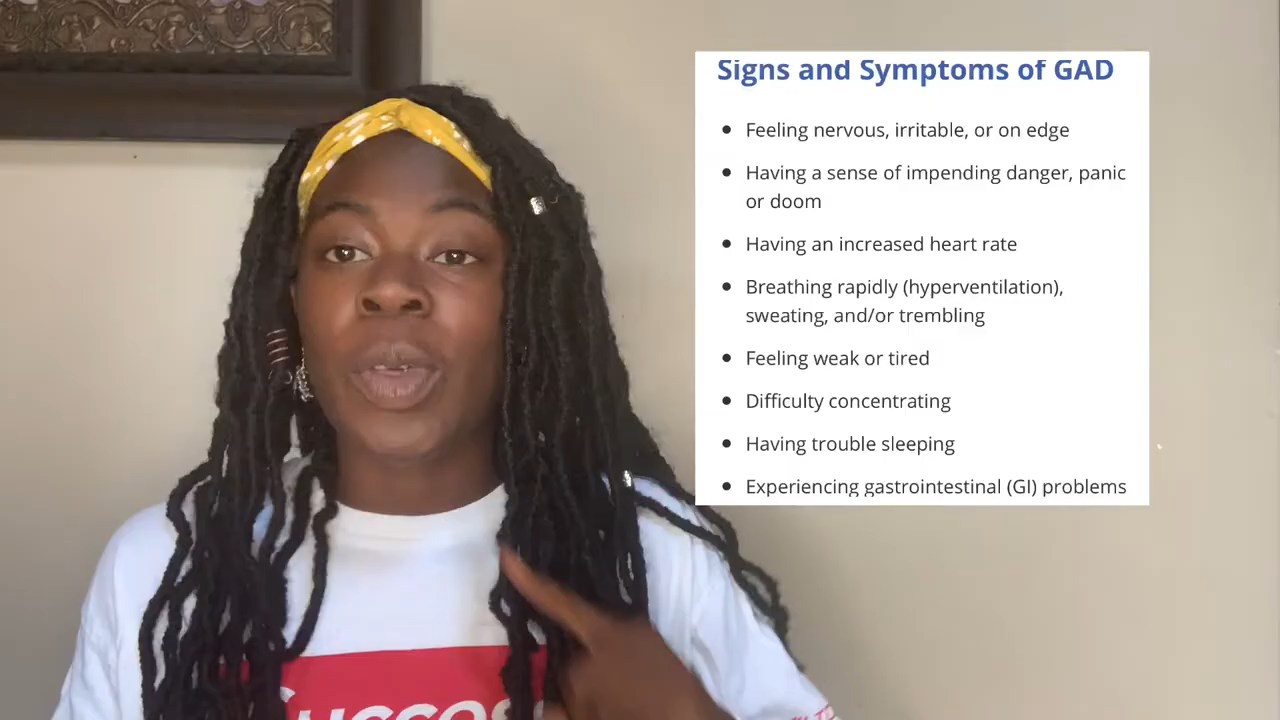 Signs and Symptoms of GAD
• Feeling nervous, irritable, or on edge
• Having a sense of impending danger, panic
or doom
• Having an increased heart rate
• Breathing rapidly (hyperventilation),
sweating, and/or trembling
• Feeling weak or tired
• Difficulty concentrating
• Having trouble sleeping
• Experiencing gastrointestinal (GI) problems